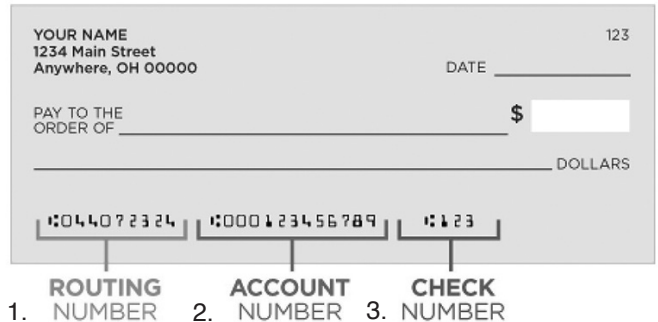 YOUR NAME 123
1234 Main Street
Anywhere, OH 00000
DATE
PAY TO THE
ORDER OF $
DOLLARS
⑆044072324 ⑆000123456789 ⑆123
1. ROUTING NUMBER 2. ACCOUNT NUMBER 3. CHECK NUMBER